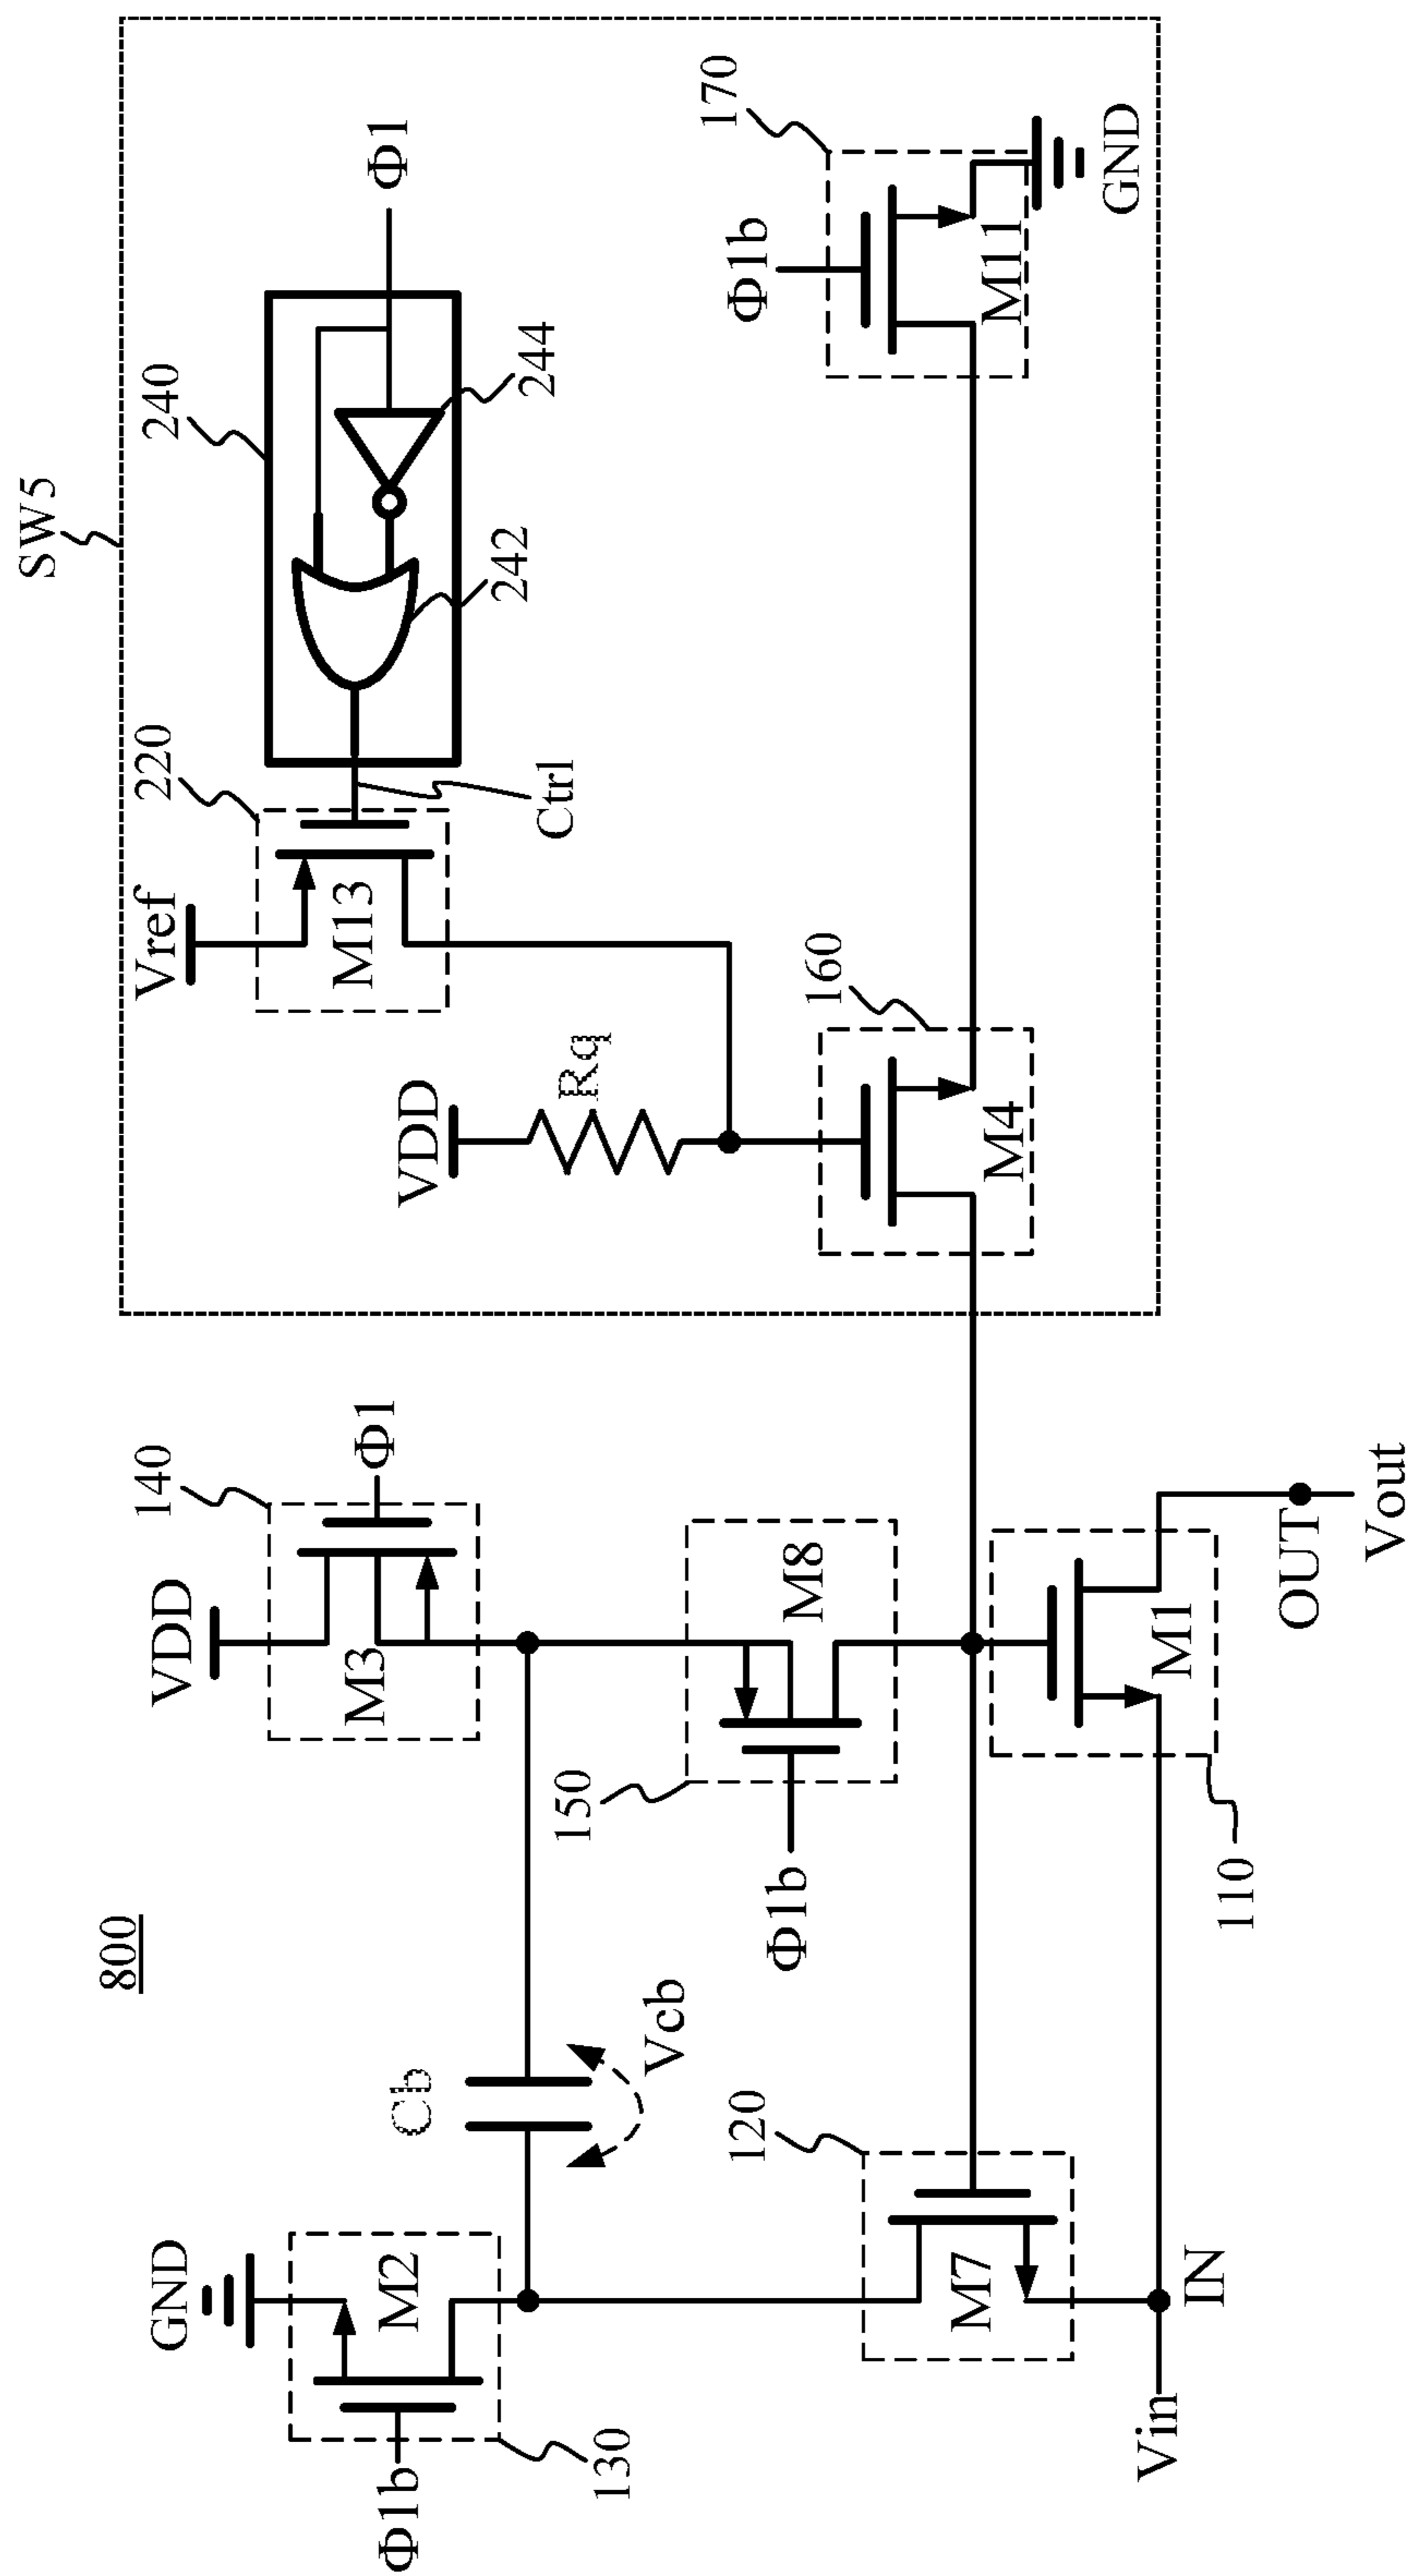 800
SW5
GND
M2
Φ1b
130
Cb
Vcb
VDD
M3
140
Φ1
150
M8
Φ1b
120
M7
Vin
IN
110
M1
OUT
Vout
Vref
220
M13
Ctrl
240
242
244
Φ1
VDD
Rq
160
M4
170
Φ1b
M11
GND